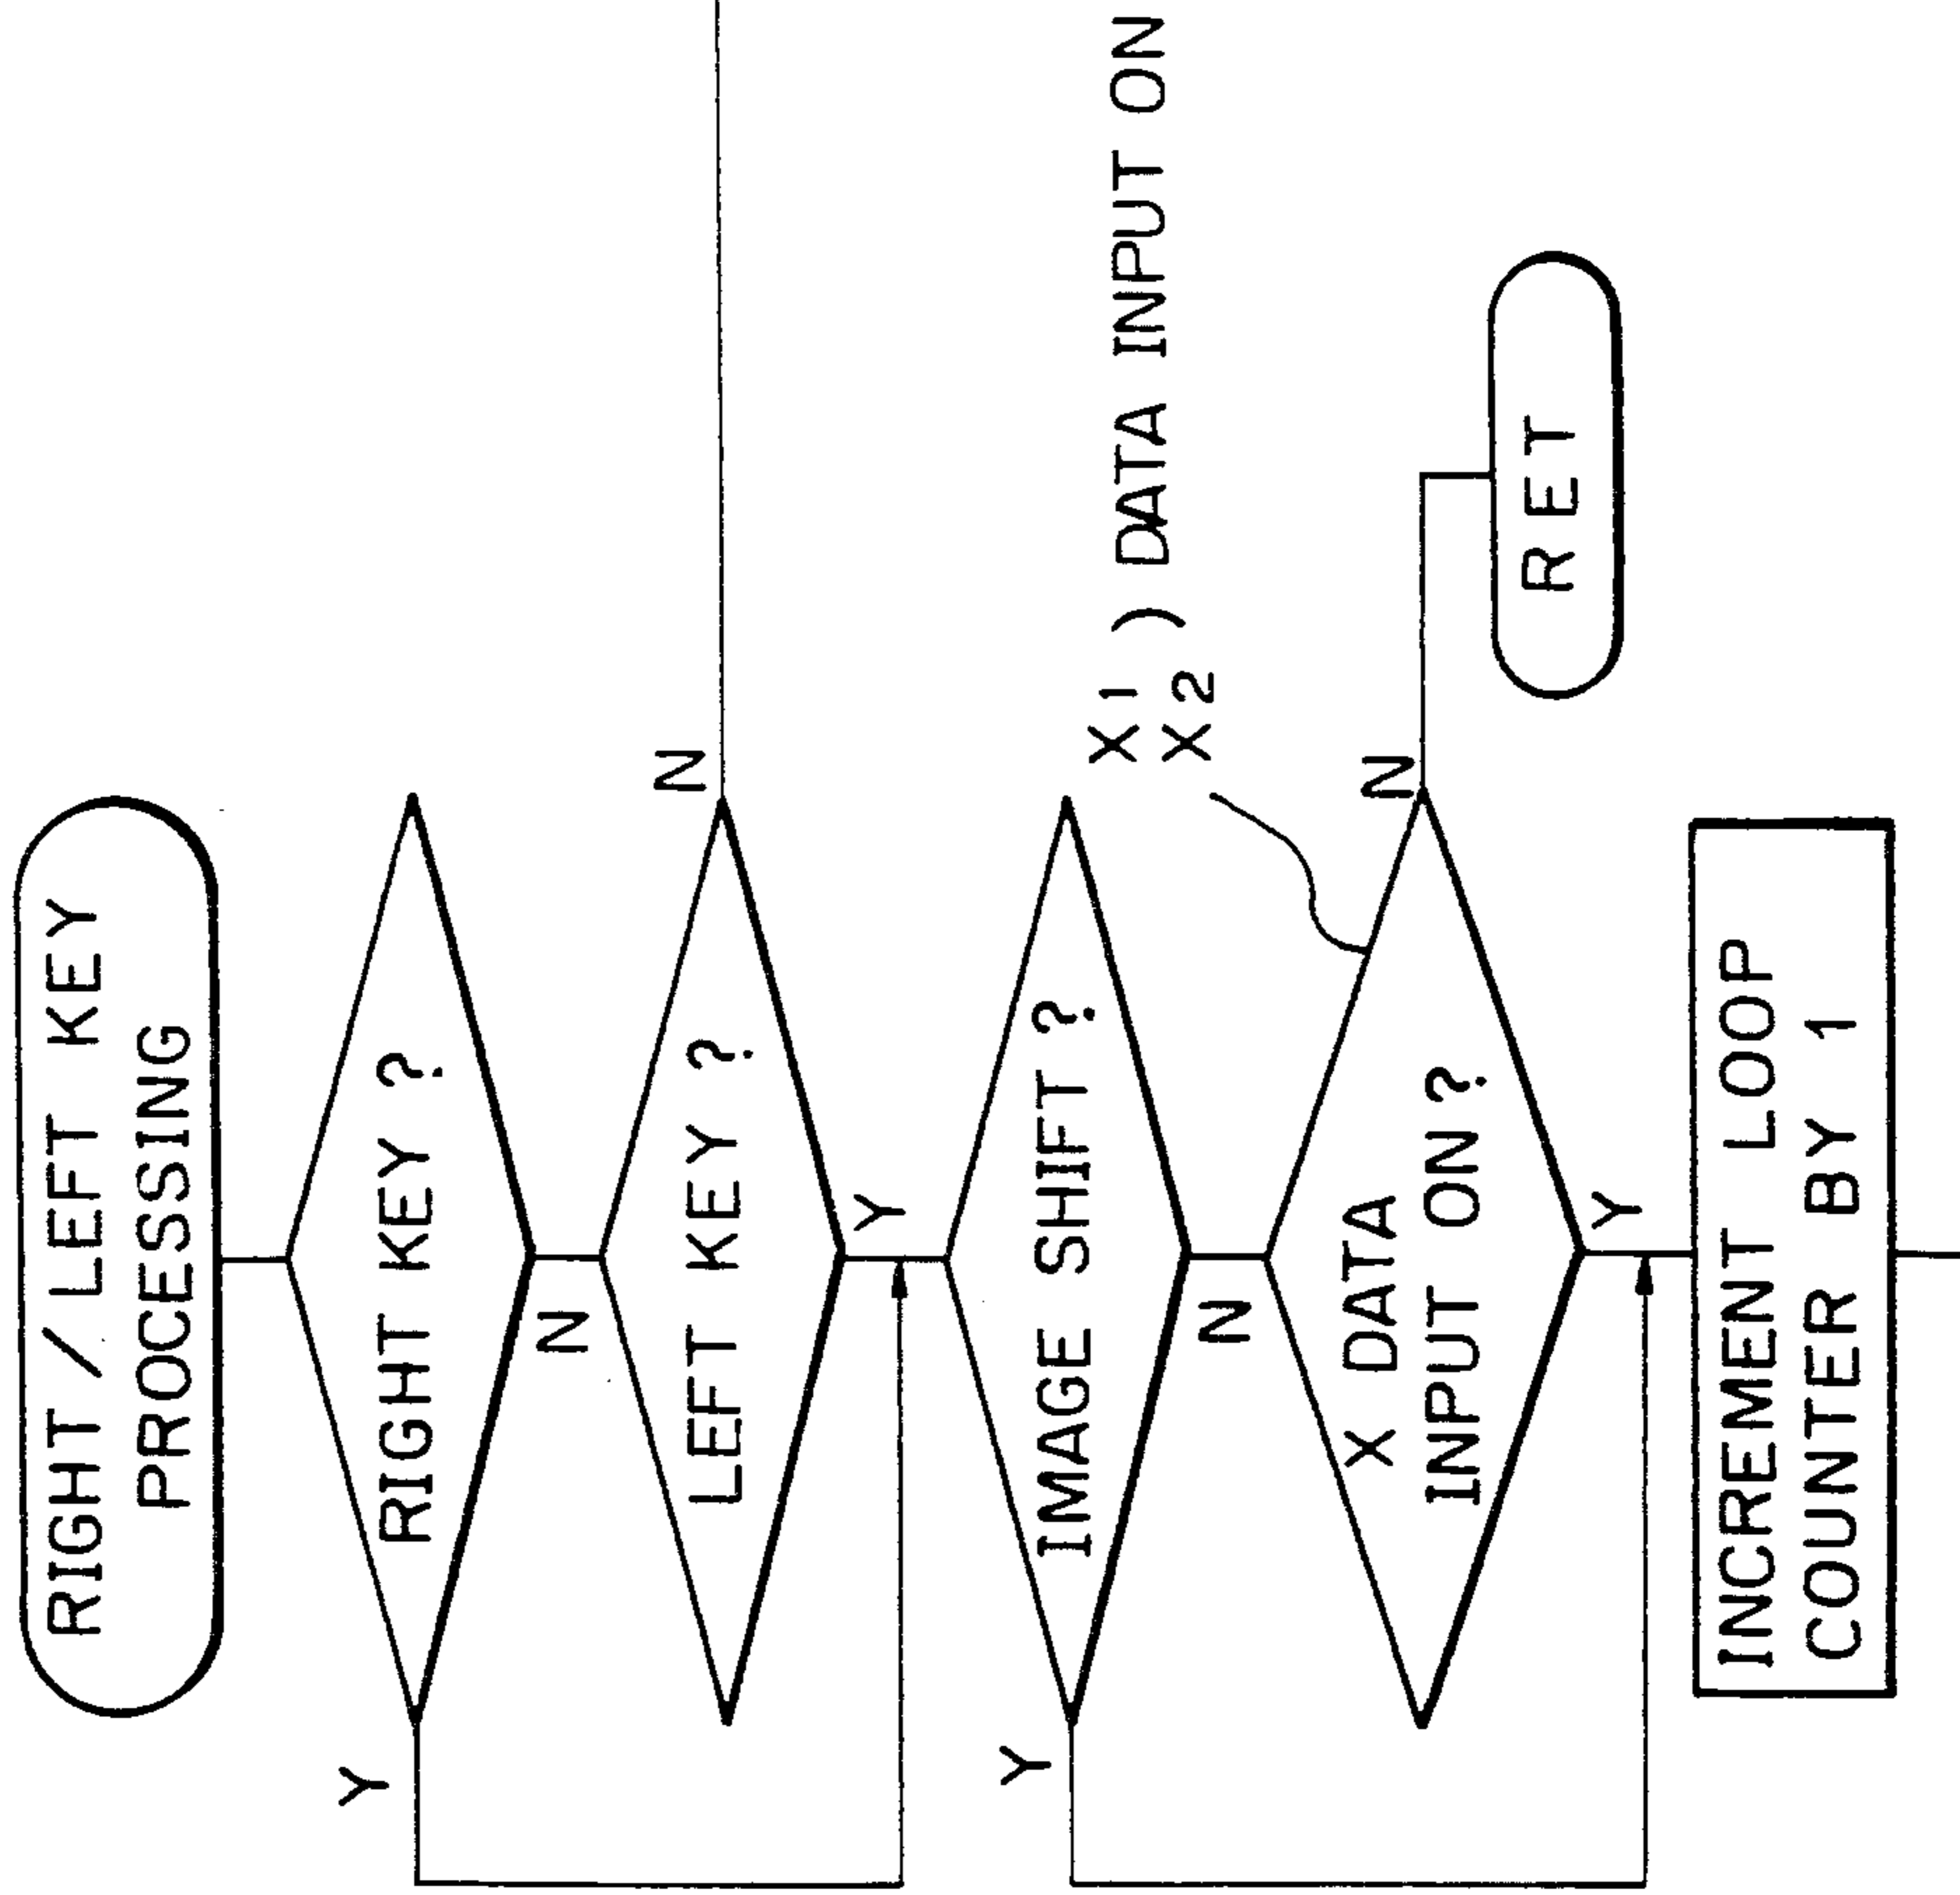 RIGHT / LEFT KEY
PROCESSING
RIGHT KEY ?
Y
N
LEFT KEY ?
N
Y
IMAGE SHIFT ?
Y
N
X1 ) DATA INPUT ON
X2
X DATA
INPUT ON ?
N
Y
RET
INCREMENT LOOP
COUNTER BY 1